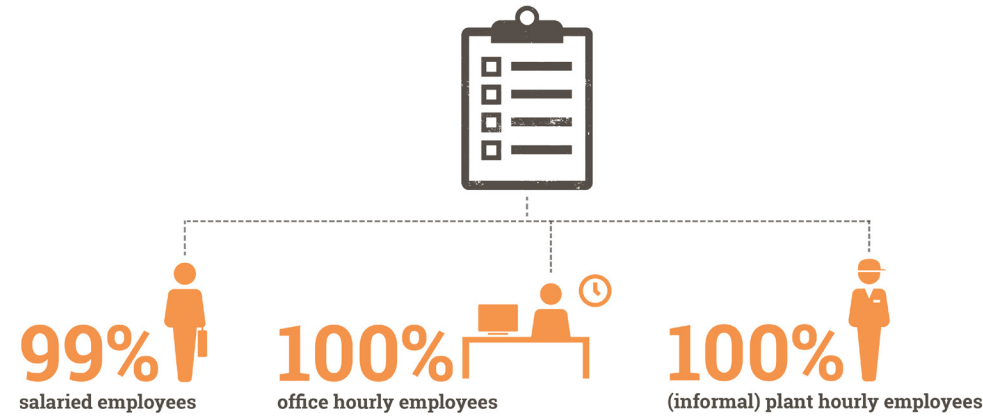 99%
salaried employees
100%
office hourly employees
100%
(informal) plant hourly employees